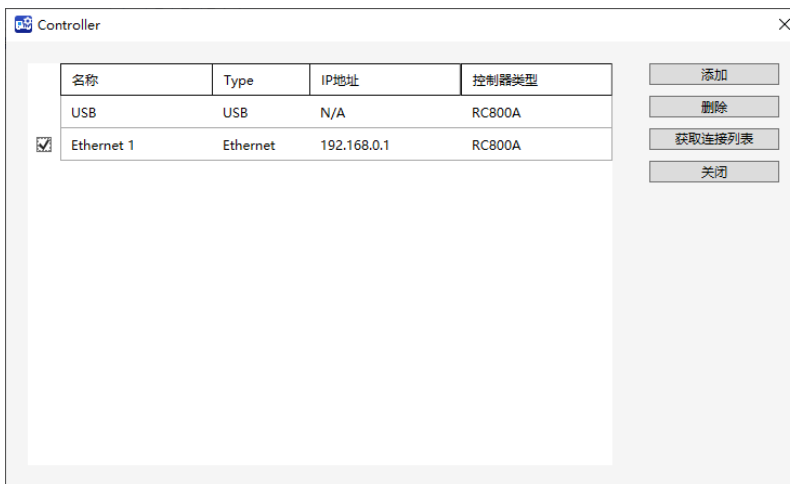 Controller
名称 Type IP地址 控制器类型
USB USB N/A RC800A
Ethernet 1 Ethernet 192.168.0.1 RC800A
添加
删除
获取连接列表
关闭